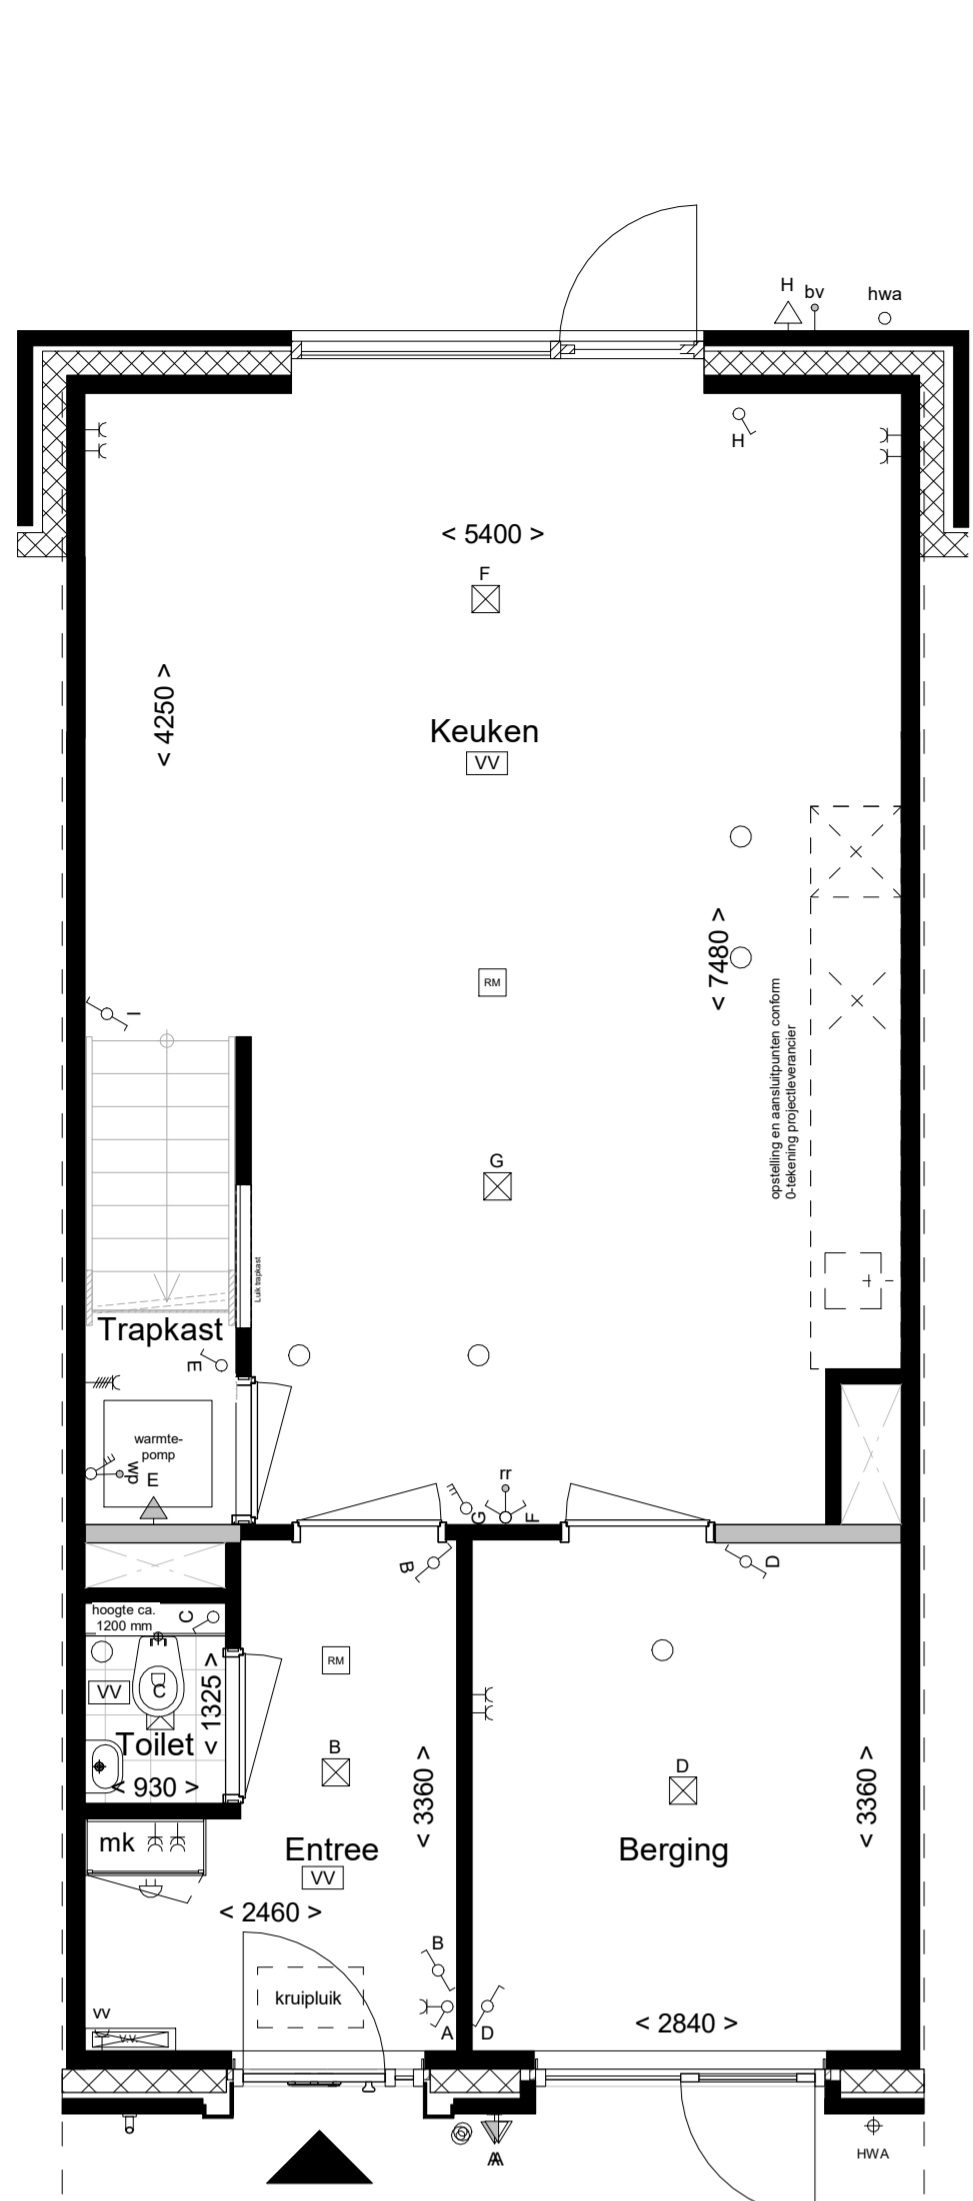 H
bv
hwa
H
< 5400 >
F
< 4250 >
Keuken
VV
< 7480 >
RM
opstelling en aansluitpunten conform
0-tekening projectleverancier
I
G
Luik trapkast
Trapkast
E
warmte-
pomp
wp
E
rr
G
F
B
D
hoogte ca.
1200 mm
C
RM
VV
C
< 1325 >
Toilet
< 930 >
B
D
< 3360 >
< 3360 >
mk
Entree
Berging
VV
< 2460 >
B
kruipluik
vv
A
D
< 2840 >
v.v.
HWA
A
A